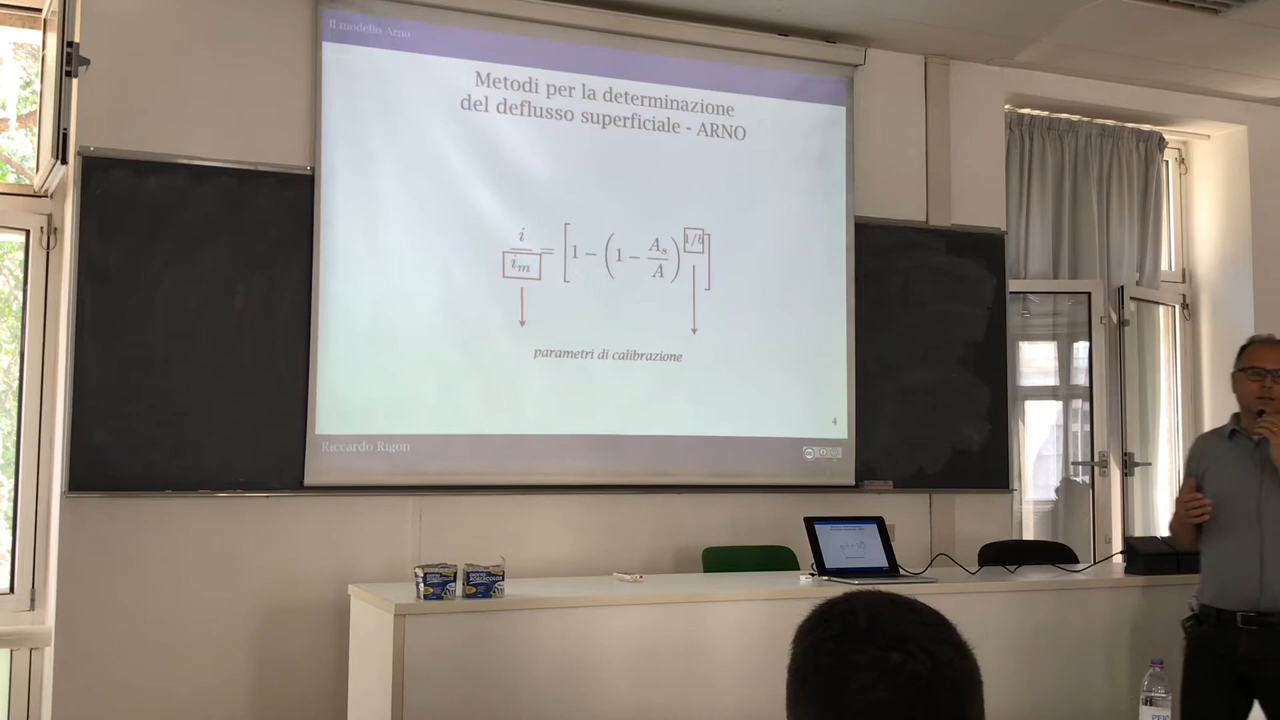 Il modello Arno
Metodi per la determinazione
del deflusso superficiale - ARNO
i/i_m = [1 − (1 − A_s/A)^{1/b}]
parametri di calibrazione
4
Riccardo Rigon
cc